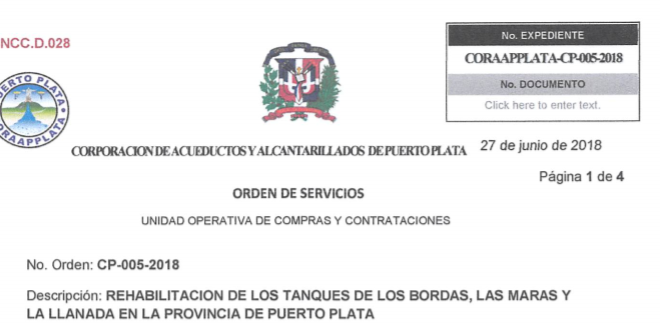 NCC.D.028
No. EXPEDIENTE
CORAAPPLATA-CP-005-2018
No. DOCUMENTO
Click here to enter text.
CORPORACION DE ACUEDUCTOS Y ALCANTARILLADOS DE PUERTO PLATA
27 de junio de 2018
Página 1 de 4
ORDEN DE SERVICIOS
UNIDAD OPERATIVA DE COMPRAS Y CONTRATACIONES
No. Orden: CP-005-2018
Descripción: REHABILITACION DE LOS TANQUES DE LOS BORDAS, LAS MARAS Y
LA LLANADA EN LA PROVINCIA DE PUERTO PLATA